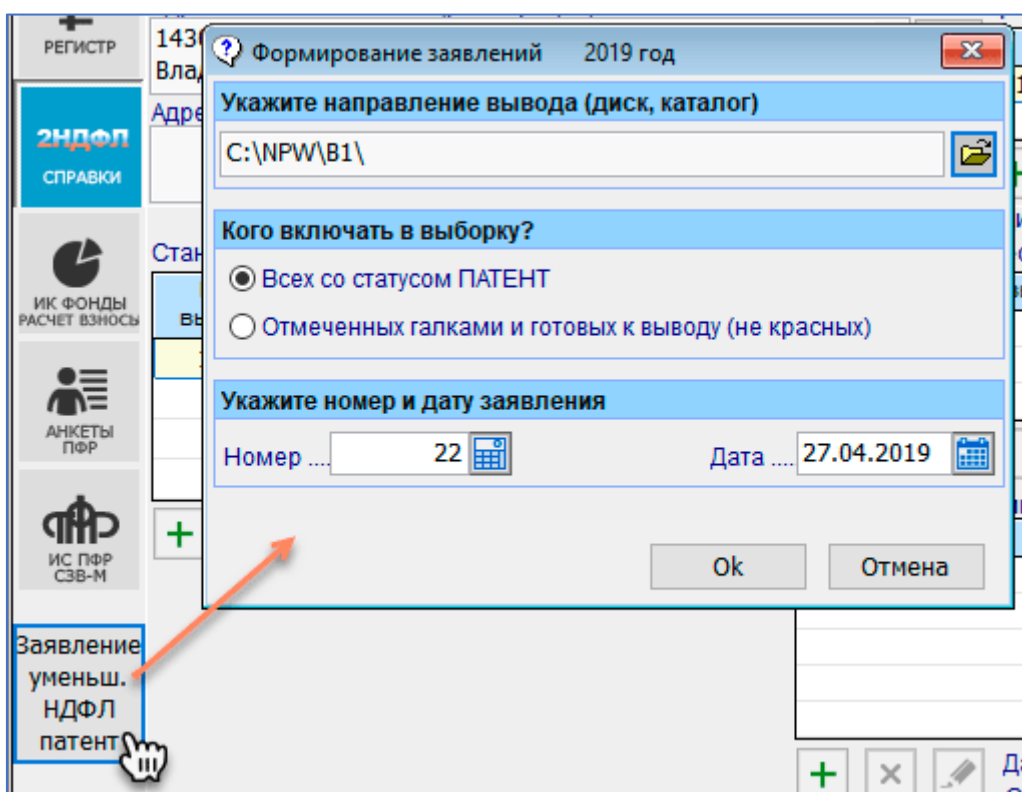 РЕГИСТР
2НДФЛ
СПРАВКИ
ИК ФОНДЫ
РАСЧЕТ ВЗНОСЫ
АНКЕТЫ
ПФР
ИС ПФР
СЗВ-М
Заявление
уменьш.
НДФЛ
патент
Формирование заявлений 2019 год
Укажите направление вывода (диск, каталог)
C:\NPW\B1\
Кого включать в выборку?
Всех со статусом ПАТЕНТ
Отмеченных галками и готовых к выводу (не красных)
Укажите номер и дату заявления
Номер .... 22 Дата .... 27.04.2019
Ok Отмена